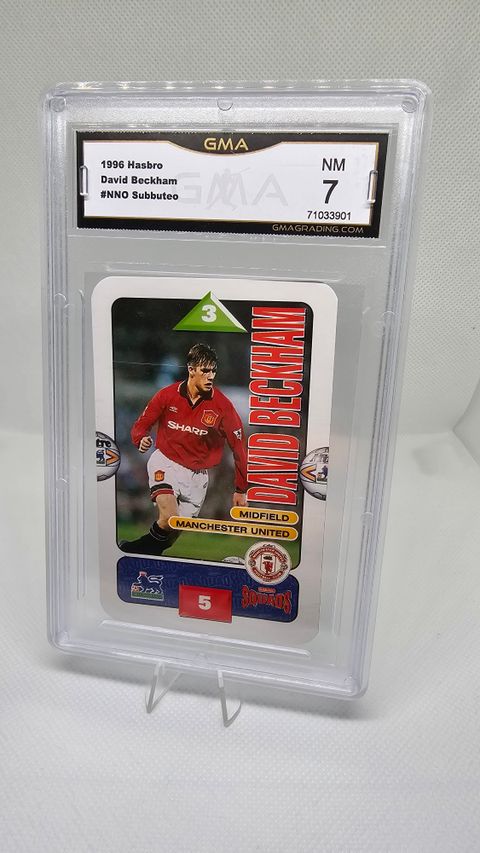 GMA
1996 Hasbro
David Beckham
#NNO Subbuteo
NM
7
71033901
GMAGRADING.COM
GMA
3
DAVID BECKHAM
SHARP
MIDFIELD
MANCHESTER UNITED
5
SQUADS